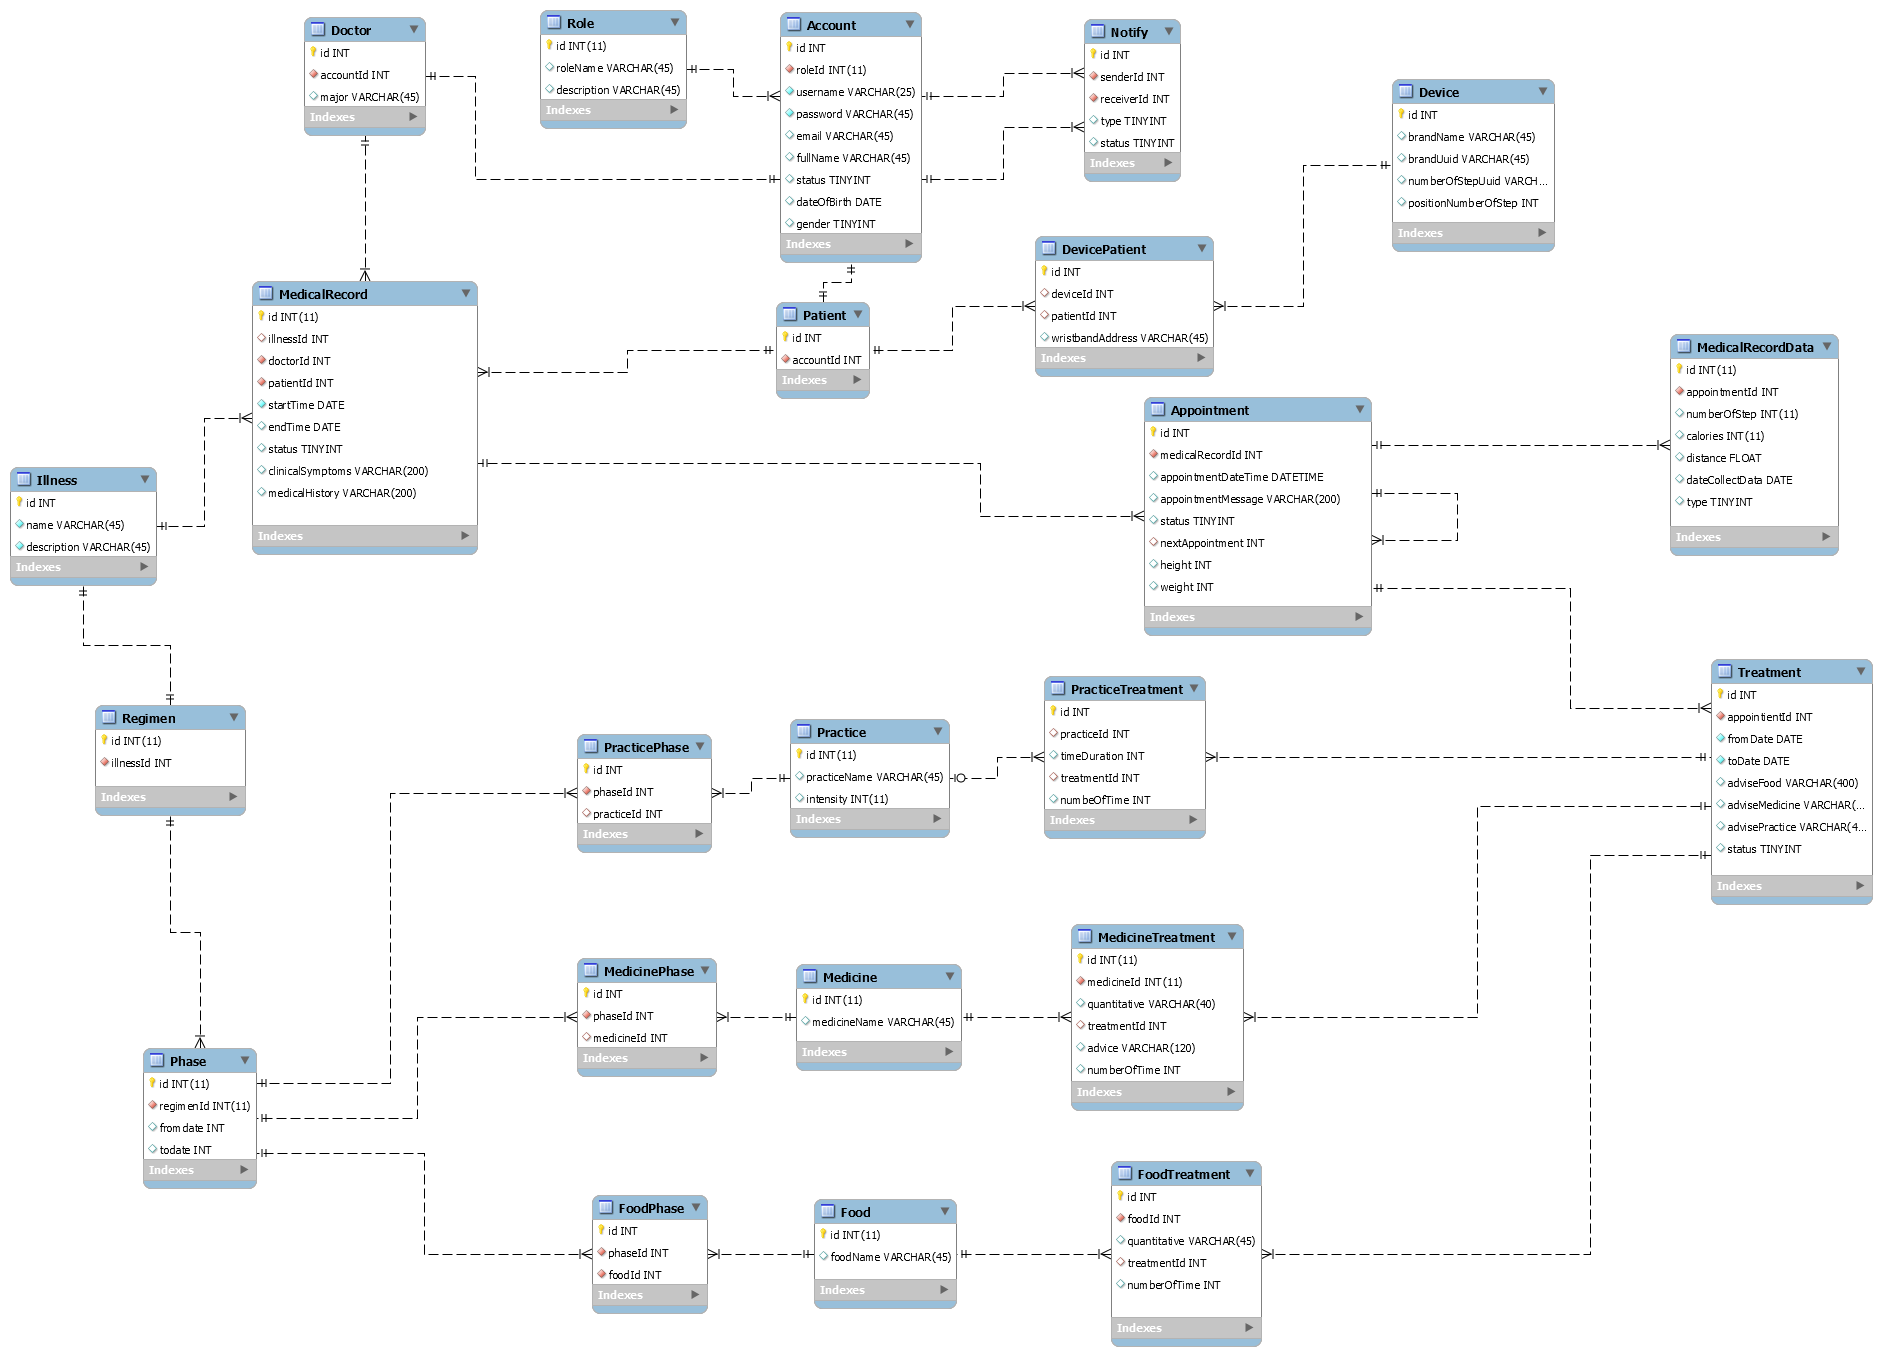 Doctor
id INT
accountId INT
major VARCHAR(45)
Indexes
Role
id INT(11)
roleName VARCHAR(45)
description VARCHAR(45)
Indexes
Account
id INT
roleId INT(11)
username VARCHAR(25)
password VARCHAR(45)
email VARCHAR(45)
fullName VARCHAR(45)
status TINYINT
dateOfBirth DATE
gender TINYINT
Indexes
Notify
id INT
senderId INT
receiverId INT
type TINYINT
status TINYINT
Indexes
Device
id INT
brandName VARCHAR(45)
brandUuid VARCHAR(45)
numberOfStepUuid VARCH...
positionNumberOfStep INT
Indexes
DevicePatient
id INT
deviceId INT
patientId INT
wristbandAddress VARCHAR(45)
Indexes
MedicalRecord
id INT(11)
illnessId INT
doctorId INT
patientId INT
startTime DATE
endTime DATE
status TINYINT
clinicalSymptoms VARCHAR(200)
medicalHistory VARCHAR(200)
Indexes
Patient
id INT
accountId INT
Indexes
MedicalRecordData
id INT(11)
appointmentId INT
numberOfStep INT(11)
calories INT(11)
distance FLOAT
dateCollectData DATE
type TINYINT
Indexes
Appointment
id INT
medicalRecordId INT
appointmentDateTime DATETIME
appointmentMessage VARCHAR(200)
status TINYINT
nextAppointment INT
height INT
weight INT
Indexes
Illness
id INT
name VARCHAR(45)
description VARCHAR(45)
Indexes
Treatment
id INT
appointientId INT
fromDate DATE
toDate DATE
adviseFood VARCHAR(400)
adviseMedicine VARCHAR(...
advisePractice VARCHAR(4...
status TINYINT
Indexes
Regimen
id INT(11)
illnessId INT
Indexes
PracticePhase
id INT
phaseId INT
practiceId INT
Indexes
Practice
id INT(11)
practiceName VARCHAR(45)
intensity INT(11)
Indexes
PracticeTreatment
id INT
practiceId INT
timeDuration INT
treatmentId INT
numbeOfTime INT
Indexes
MedicinePhase
id INT
phaseId INT
medicineId INT
Indexes
Medicine
id INT(11)
medicineName VARCHAR(45)
Indexes
MedicineTreatment
id INT(11)
medicineId INT(11)
quantitative VARCHAR(40)
treatmentId INT
advice VARCHAR(120)
numberOfTime INT
Indexes
Phase
id INT(11)
regimenId INT(11)
fromdate INT
todate INT
Indexes
FoodPhase
id INT
phaseId INT
foodId INT
Indexes
Food
id INT(11)
foodName VARCHAR(45)
Indexes
FoodTreatment
id INT
foodId INT
quantitative VARCHAR(45)
treatmentId INT
numberOfTime INT
Indexes